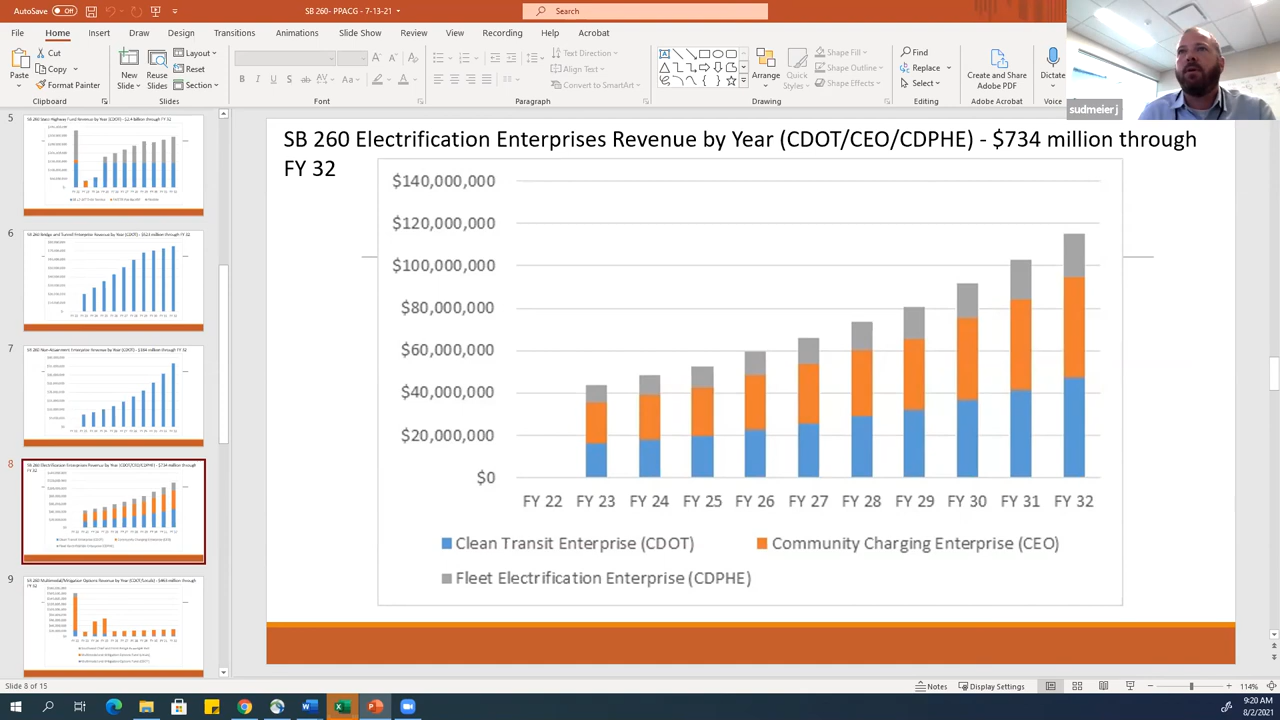 AutoSave Off SB 260- PPACG - 7-13-21 Search
File Home Insert Draw Design Transitions Animations Slide Show Review View Recording Help Acrobat
Paste Cut Copy Format Painter
New Slides Reuse Slides Layout Reset Section
Text Direction Align Text Convert to SmartArt
Arrange Quick Styles Shape Fill Shape Outline Shape Effects
Find Replace Select
Create and Share Adobe PDF
Dictate
Clipboard Slides Font Paragraph Drawing Editing Adobe Acrobat Voice
sudmeier j
5
6
7
8
9
SB 260 Electrification Enterprises Revenue by Year (CDOT/CEO/CDPHE) - $734 million through
FY 32
$140,000,000
$120,000,000
$100,000,000
$80,000,000
$60,000,000
$40,000,000
$20,000,000
$0
FY 22 FY 23 FY 24 FY 25 FY 26 FY 27 FY 28 FY 29 FY 30 FY 31 FY 32
Clean Transit Enterprise (CDOT) Community Charging Enterprise (CEO)
Fleet Electrification Enterprise (CDPHE)
Slide 8 of 15 Notes Display Settings 114%
9:20 AM
8/2/2021